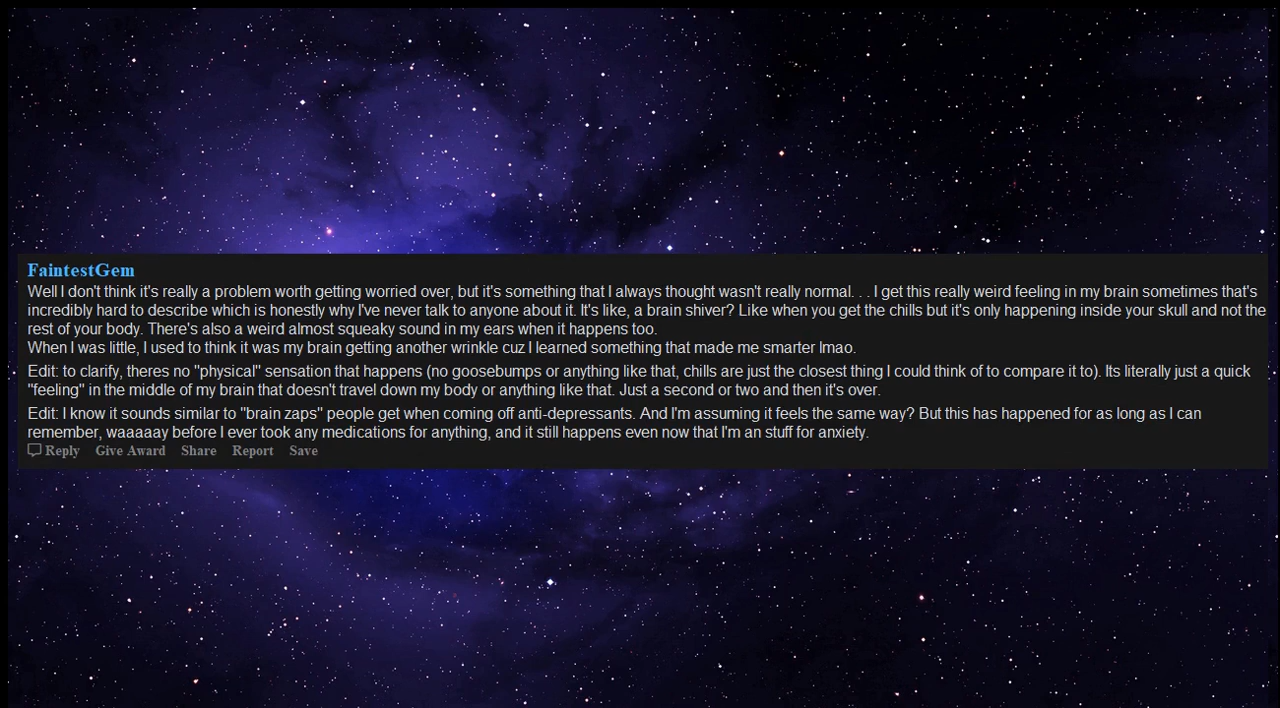 FaintestGem
Well I don't think it's really a problem worth getting worried over, but it's something that I always thought wasn't really normal. . . I get this really weird feeling in my brain sometimes that's
incredibly hard to describe which is honestly why I've never talk to anyone about it. It's like, a brain shiver? Like when you get the chills but it's only happening inside your skull and not the
rest of your body. There's also a weird almost squeaky sound in my ears when it happens too.
When I was little, I used to think it was my brain getting another wrinkle cuz I learned something that made me smarter lmao.
Edit: to clarify, theres no "physical" sensation that happens (no goosebumps or anything like that, chills are just the closest thing I could think of to compare it to). Its literally just a quick
"feeling" in the middle of my brain that doesn't travel down my body or anything like that. Just a second or two and then it's over.
Edit: I know it sounds similar to "brain zaps" people get when coming off anti-depressants. And I'm assuming it feels the same way? But this has happened for as long as I can
remember, waaaaay before I ever took any medications for anything, and it still happens even now that I'm an stuff for anxiety.
Reply Give Award Share Report Save